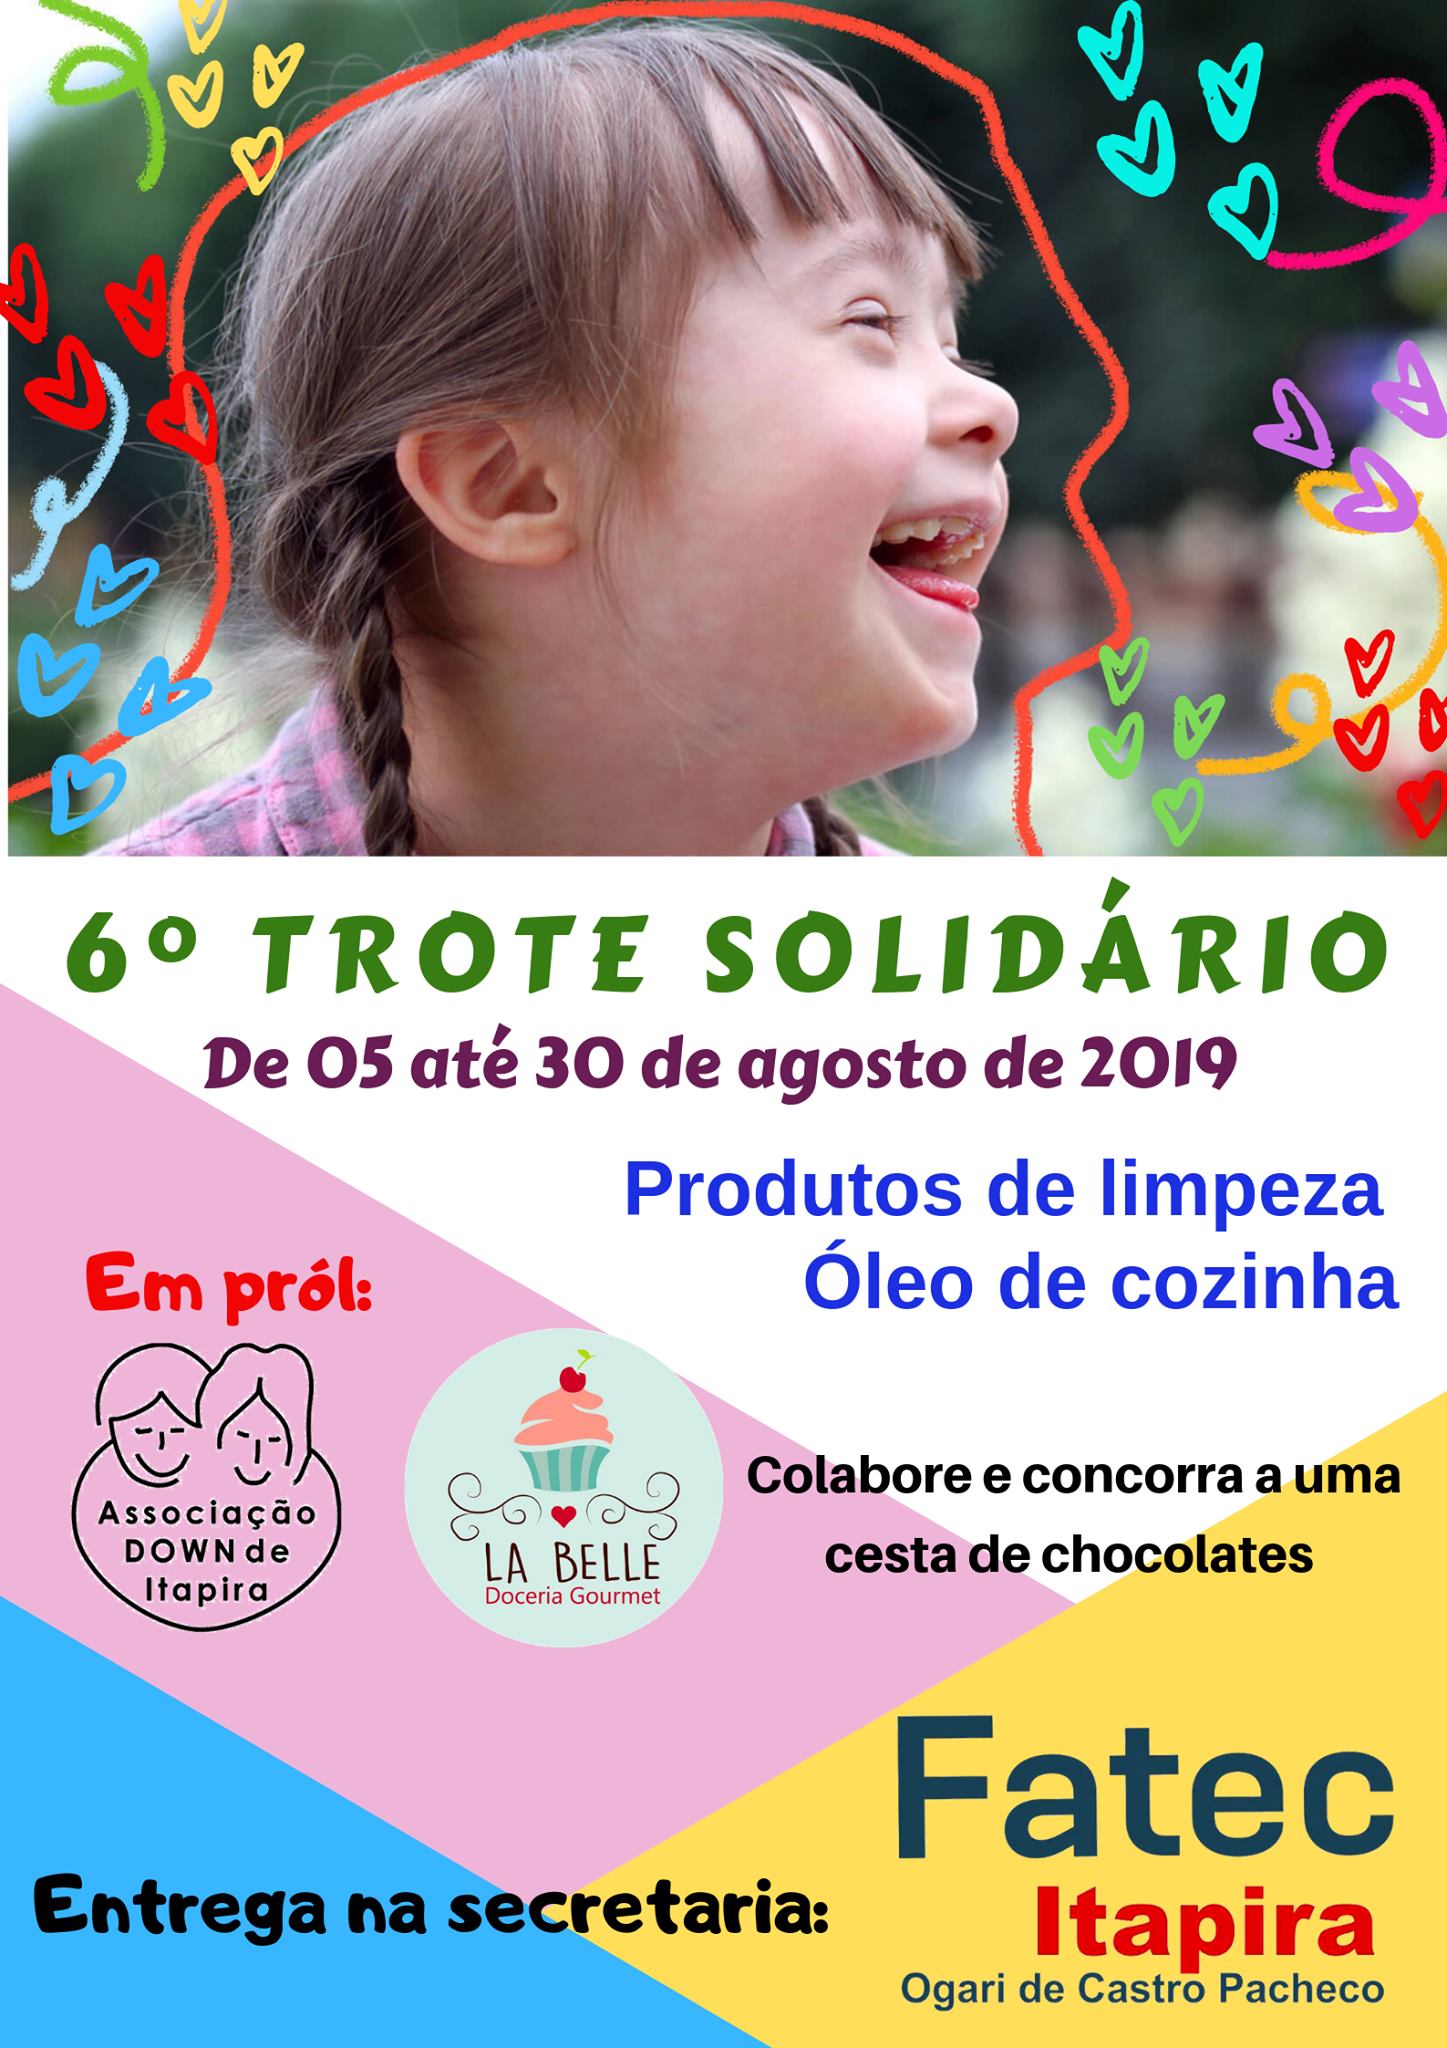 6º TROTE SOLIDÁRIO
De 05 até 30 de agosto de 2019
Produtos de limpeza
Óleo de cozinha
Em pról:
Associação
DOWN de
Itapira
LA BELLE
Doceria Gourmet
Colabore e concorra a uma
cesta de chocolates
Entrega na secretaria:
Fatec
Itapira
Ogari de Castro Pacheco